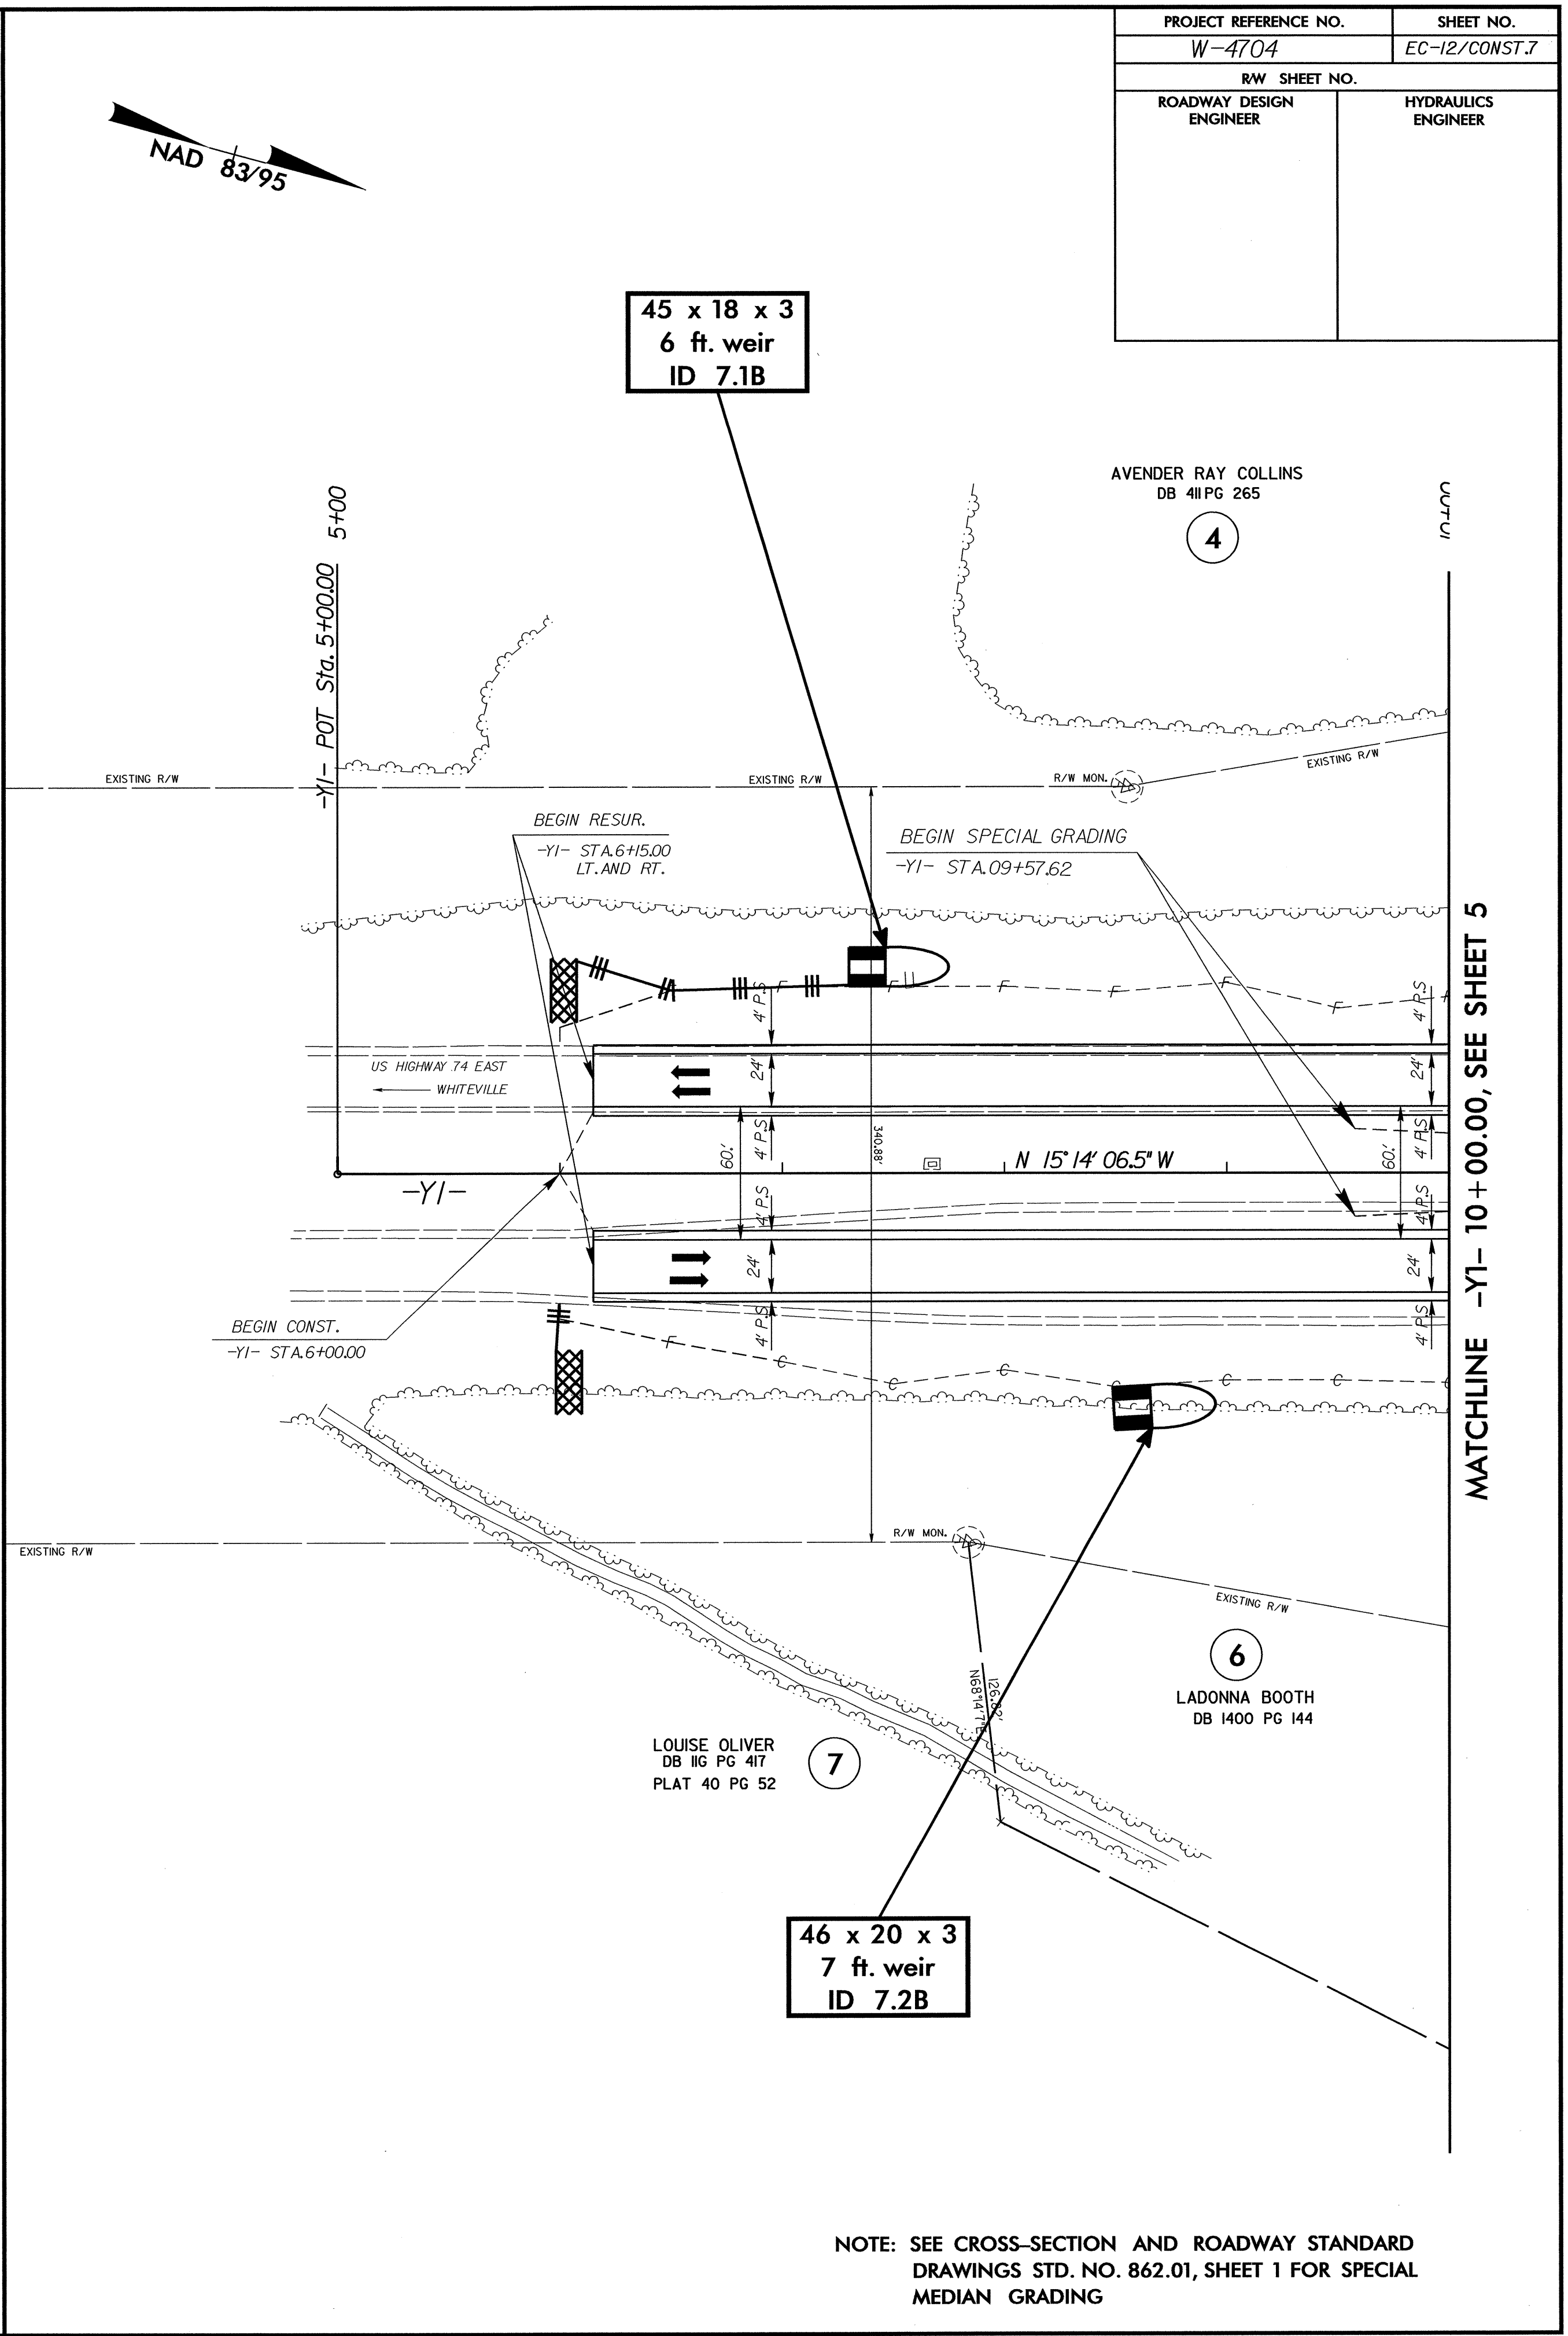 PROJECT REFERENCE NO.
SHEET NO.
W-4704
EC-12/CONST.7
R/W SHEET NO.
ROADWAY DESIGN
ENGINEER
HYDRAULICS
ENGINEER
NAD 83/95
45 x 18 x 3
6 ft. weir
ID 7.1B
AVENDER RAY COLLINS
DB 411 PG 265
4
-Y1- POT Sta. 5+00.00
5+00
EXISTING R/W
EXISTING R/W
R/W MON.
EXISTING R/W
BEGIN RESUR.
-Y1- STA.6+15.00
LT.AND RT.
BEGIN SPECIAL GRADING
-Y1- STA.09+57.62
F
F
F
F
F
F
F
4' P.S
4' P.S
US HIGHWAY 74 EAST
WHITEVILLE
24'
24'
4' P.S
4' P.S
60.'
60.'
340.88'
N 15°14' 06.5" W
-Y1-
4' P.S
4' P.S
24'
24'
4' P.S
4' P.S
BEGIN CONST.
-Y1- STA.6+00.00
F
C
C
C
C
C
C
C
MATCHLINE -Y1- 10+00.00, SEE SHEET 5
EXISTING R/W
R/W MON.
EXISTING R/W
126.82'
6
LADONNA BOOTH
DB 1400 PG 144
LOUISE OLIVER
DB 11G PG 417
PLAT 40 PG 52
7
46 x 20 x 3
7 ft. weir
ID 7.2B
NOTE: SEE CROSS-SECTION AND ROADWAY STANDARD
DRAWINGS STD. NO. 862.01, SHEET 1 FOR SPECIAL
MEDIAN GRADING